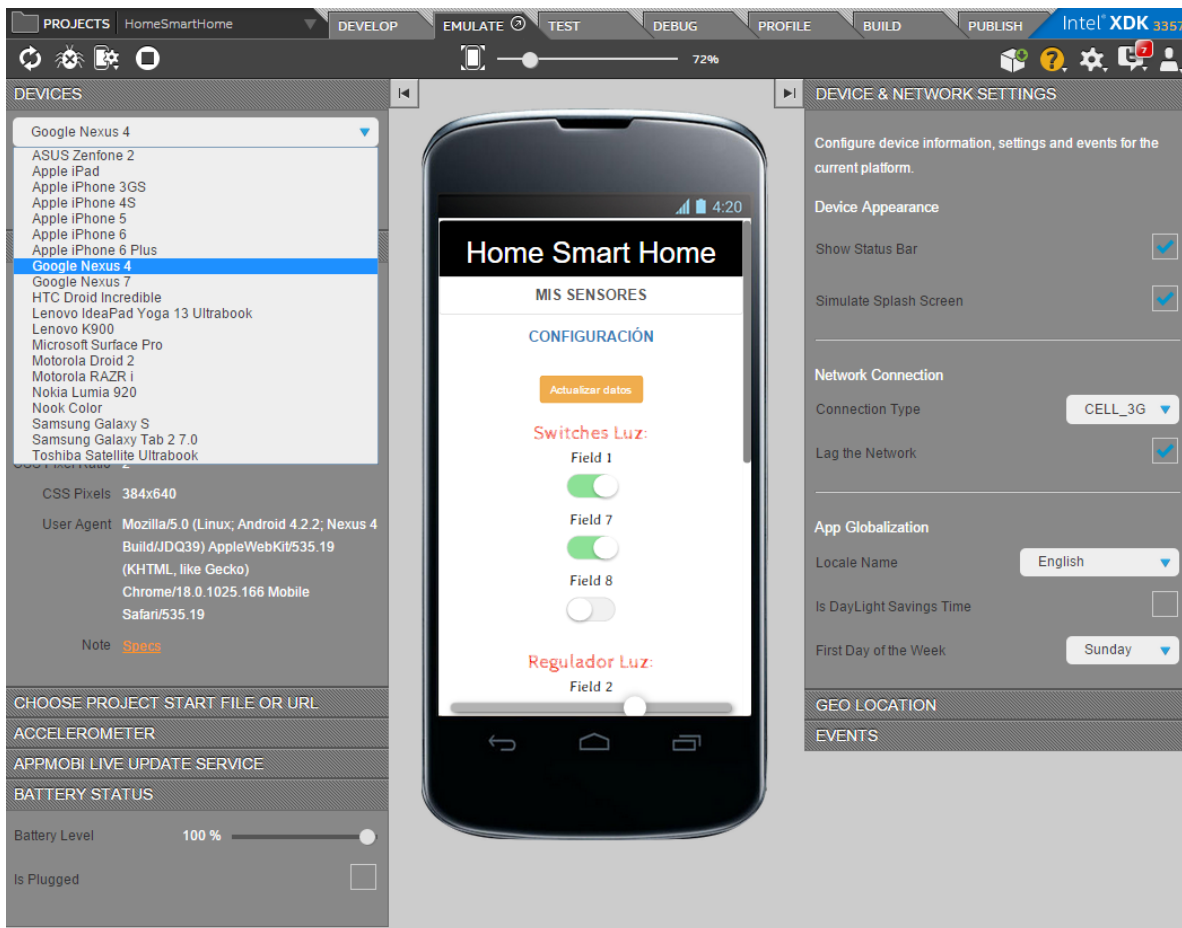 PROJECTS HomeSmartHome
DEVELOP
EMULATE
TEST
DEBUG
PROFILE
BUILD
PUBLISH
Intel® XDK 3357
72%
7
DEVICES
Google Nexus 4
ASUS Zenfone 2
Apple iPad
Apple iPhone 3GS
Apple iPhone 4S
Apple iPhone 5
Apple iPhone 6
Apple iPhone 6 Plus
Google Nexus 4
Google Nexus 7
HTC Droid Incredible
Lenovo IdeaPad Yoga 13 Ultrabook
Lenovo K900
Microsoft Surface Pro
Motorola Droid 2
Motorola RAZR i
Nokia Lumia 920
Nook Color
Samsung Galaxy S
Samsung Galaxy Tab 2 7.0
Toshiba Satellite Ultrabook
CSS Pixel Ratio 2
CSS Pixels 384x640
User Agent Mozilla/5.0 (Linux; Android 4.2.2; Nexus 4
Build/JDQ39) AppleWebKit/535.19
(KHTML, like Gecko)
Chrome/18.0.1025.166 Mobile
Safari/535.19
Note Specs
CHOOSE PROJECT START FILE OR URL
ACCELEROMETER
APPMOBI LIVE UPDATE SERVICE
BATTERY STATUS
Battery Level 100 %
Is Plugged
4:20
Home Smart Home
MIS SENSORES
CONFIGURACIÓN
Actualizar datos
Switches Luz:
Field 1
Field 7
Field 8
Regulador Luz:
Field 2
DEVICE & NETWORK SETTINGS
Configure device information, settings and events for the
current platform.
Device Appearance
Show Status Bar
Simulate Splash Screen
Network Connection
Connection Type CELL_3G
Lag the Network
App Globalization
Locale Name English
Is DayLight Savings Time
First Day of the Week Sunday
GEO LOCATION
EVENTS